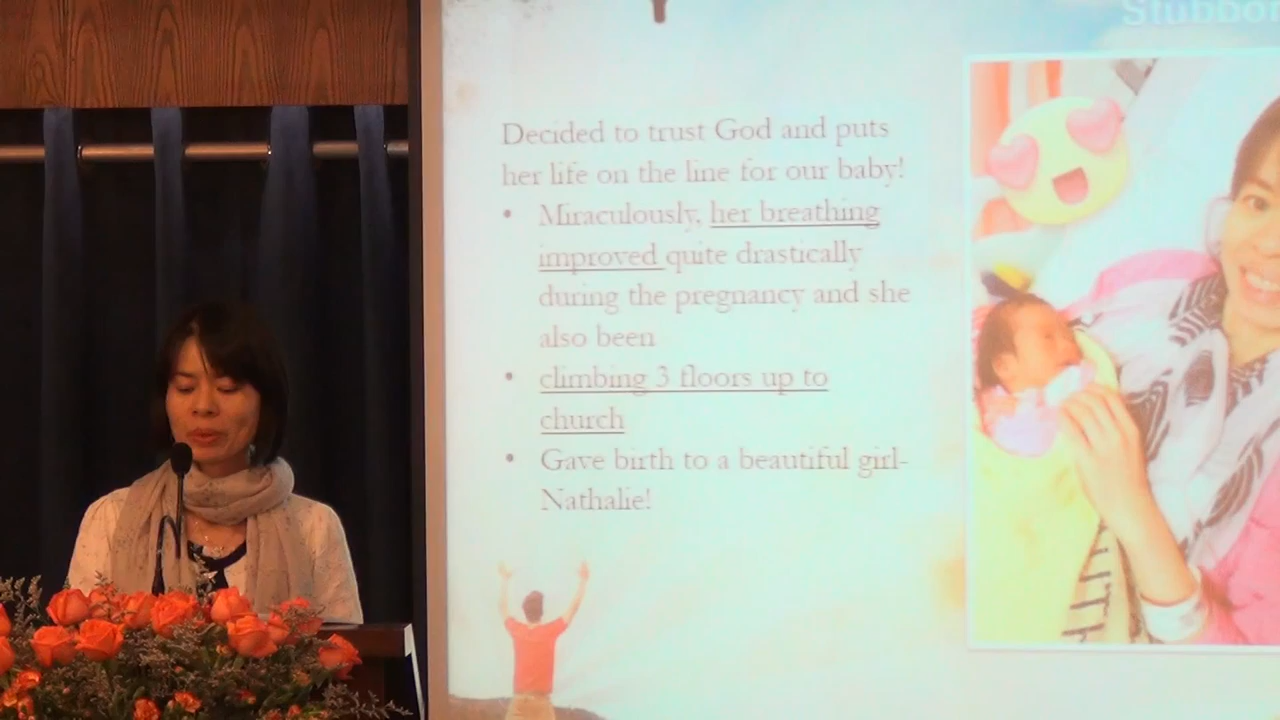 Stubbor
Decided to trust God and puts
her life on the line for our baby!
• Miraculously, her breathing
improved quite drastically
during the pregnancy and she
also been
• climbing 3 floors up to
church
• Gave birth to a beautiful girl-
Nathalie!